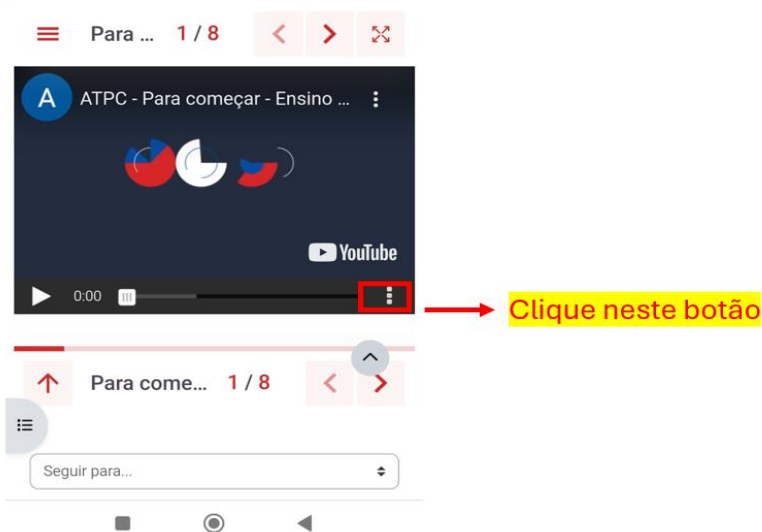 Para ... 1 / 8
A ATPC - Para começar - Ensino ...
YouTube
0:00
Clique neste botão
Para come... 1 / 8
Seguir para...